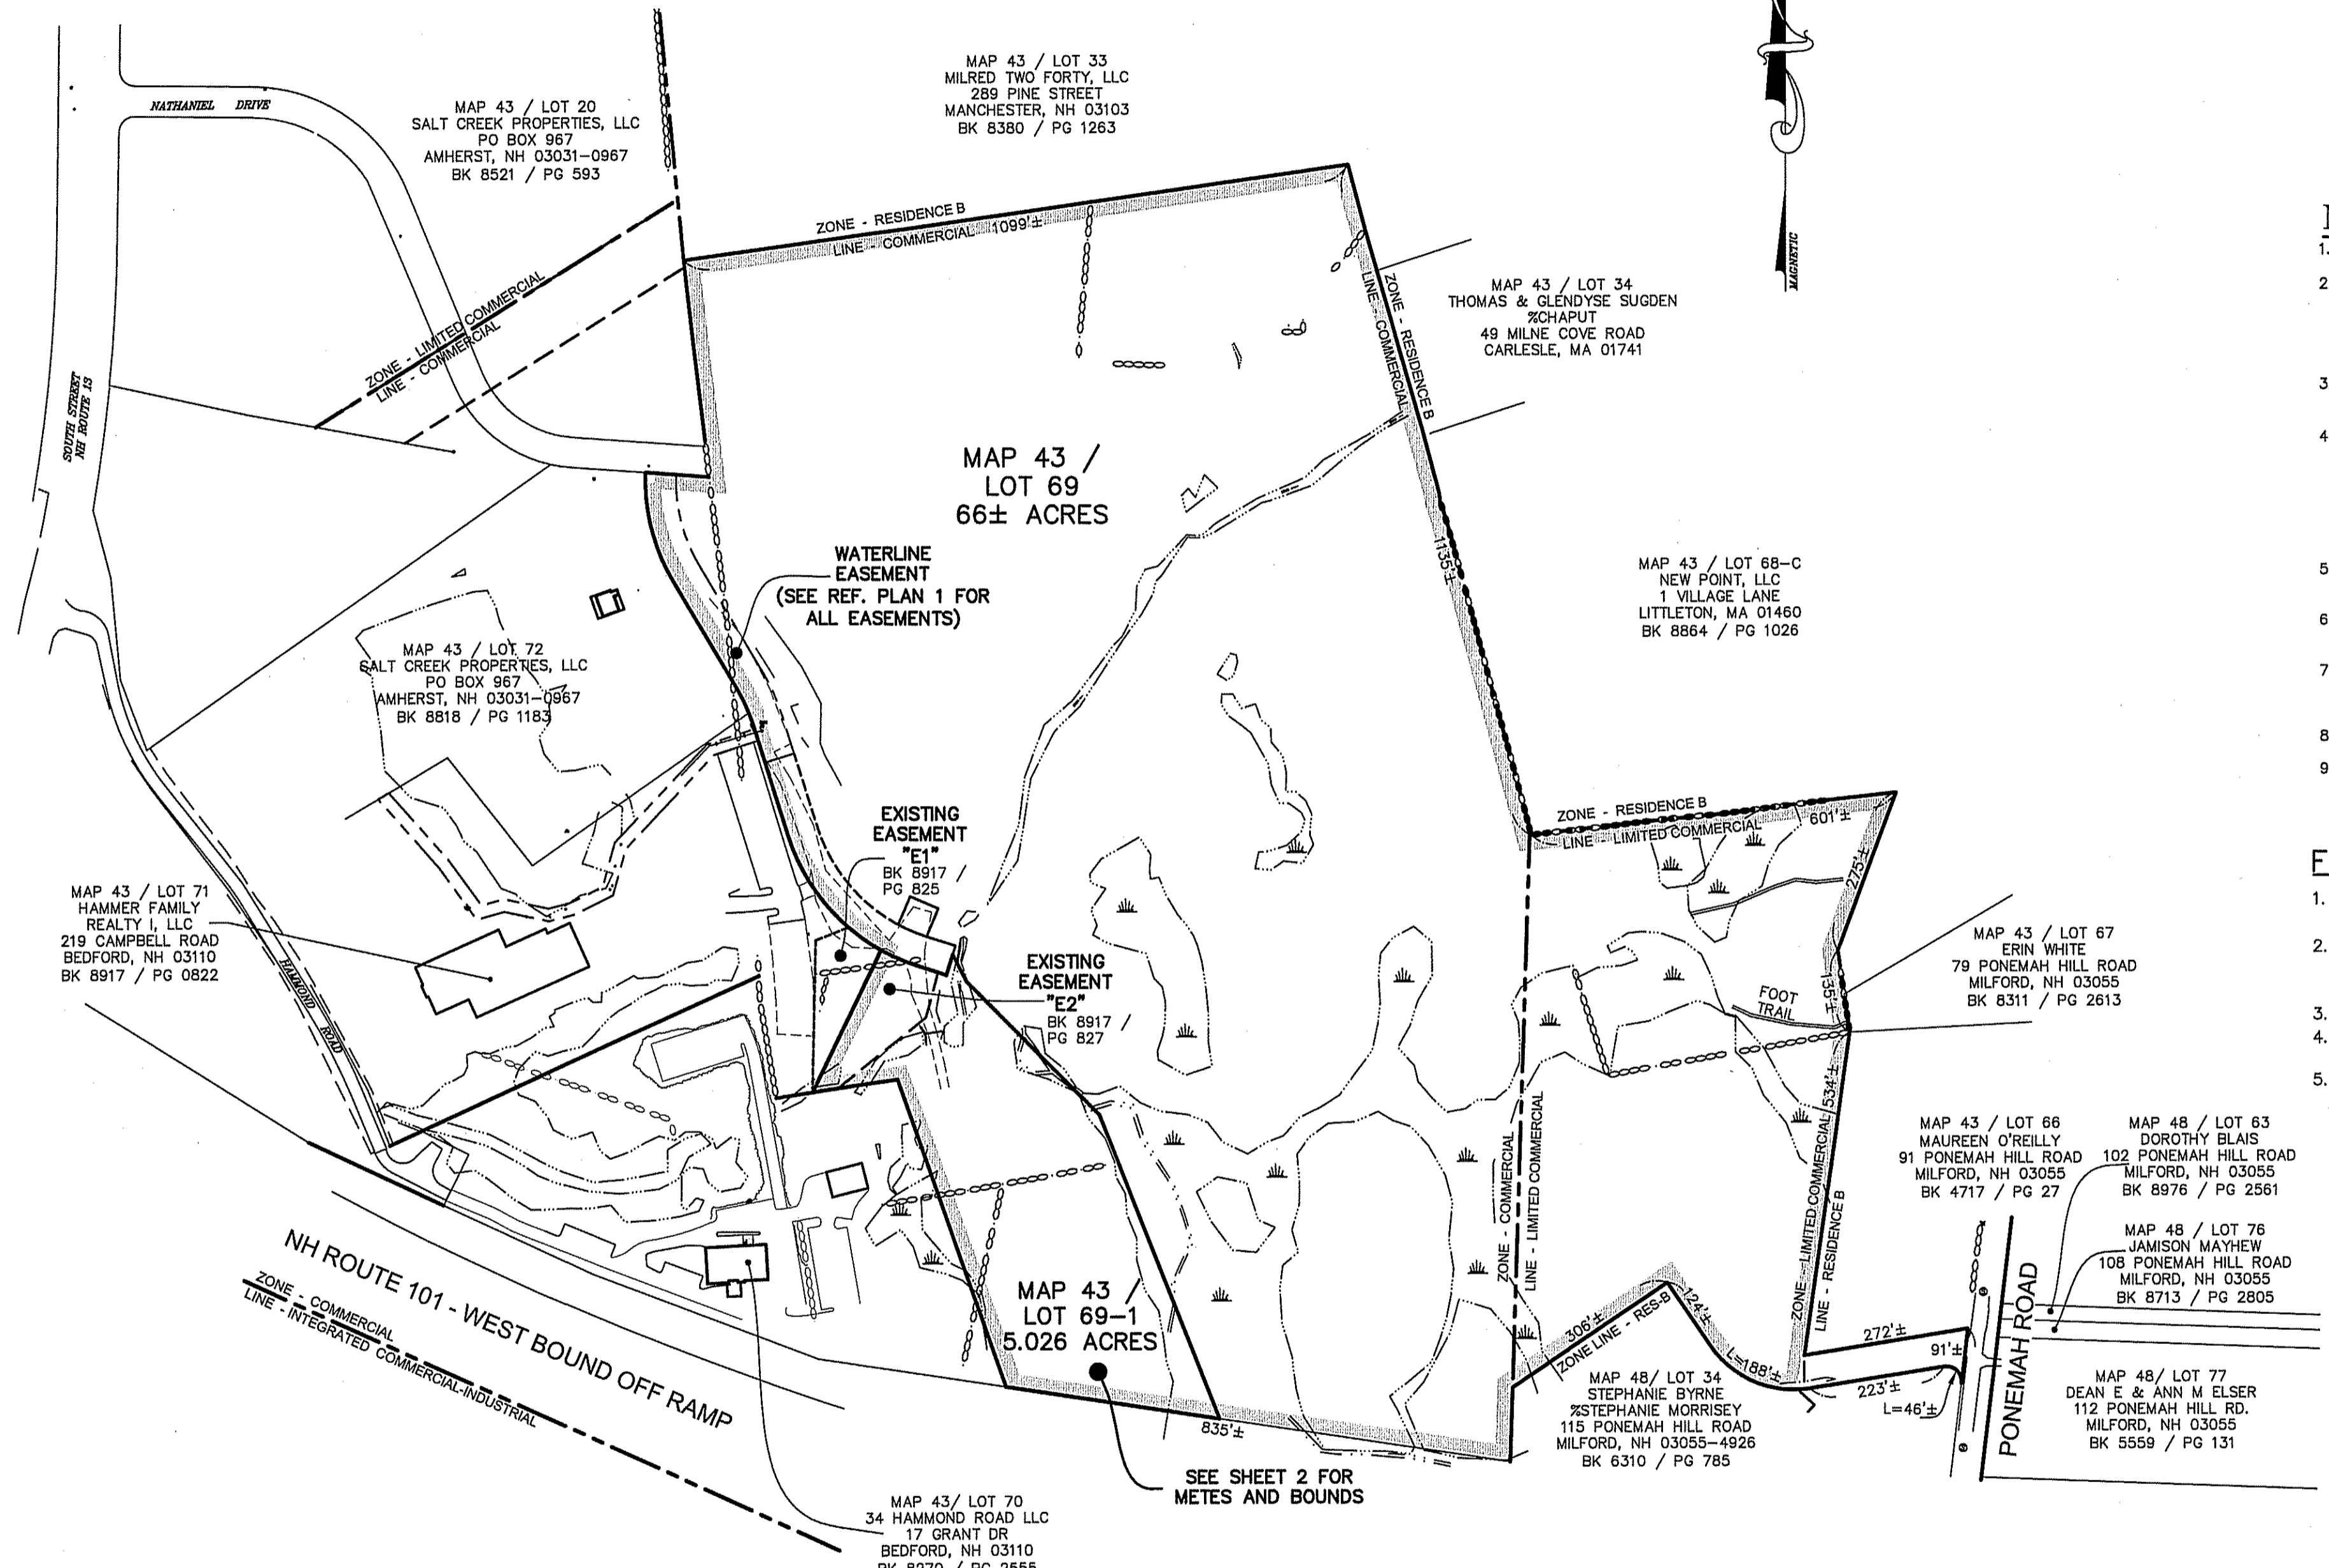 MAP 43 / LOT 33
MILRED TWO FORTY, LLC
289 PINE STREET
MANCHESTER, NH 03103
BK 8380 / PG 1263
NATHANIEL DRIVE
MAP 43 / LOT 20
SALT CREEK PROPERTIES, LLC
PO BOX 967
AMHERST, NH 03031-0967
BK 8521 / PG 593
MAGNETIC
ZONE - RESIDENCE B
LINE - COMMERCIAL 1099'±
ZONE - LIMITED COMMERCIAL
LINE - COMMERCIAL
ZONE - RESIDENCE B
LINE - COMMERCIAL
MAP 43 / LOT 34
THOMAS & GLENDYSE SUGDEN
%CHAPUT
49 MILNE COVE ROAD
CARLESLE, MA 01741
SOUTH STREET
NH ROUTE 13
MAP 43 /
LOT 69
66± ACRES
1135'±
WATERLINE
EASEMENT
(SEE REF. PLAN 1 FOR
ALL EASEMENTS)
MAP 43 / LOT 68-C
NEW POINT, LLC
1 VILLAGE LANE
LITTLETON, MA 01460
BK 8864 / PG 1026
MAP 43 / LOT 72
SALT CREEK PROPERTIES, LLC
PO BOX 967
AMHERST, NH 03031-0967
BK 8818 / PG 1183
EXISTING
EASEMENT
"E1"
BK 8917 /
PG 825
ZONE - RESIDENCE B
LINE - LIMITED COMMERCIAL
601'±
275'±
MAP 43 / LOT 71
HAMMER FAMILY
REALTY I, LLC
219 CAMPBELL ROAD
BEDFORD, NH 03110
BK 8917 / PG 0822
HAMMOND ROAD
EXISTING
EASEMENT
"E2"
BK 8917 /
PG 827
135'±
FOOT
TRAIL
MAP 43 / LOT 67
ERIN WHITE
79 PONEMAH HILL ROAD
MILFORD, NH 03055
BK 8311 / PG 2613
534'±
ZONE - COMMERCIAL
LINE - LIMITED COMMERCIAL
ZONE - LIMITED COMMERCIAL
LINE - RESIDENCE B
MAP 43 / LOT 66
MAUREEN O'REILLY
91 PONEMAH HILL ROAD
MILFORD, NH 03055
BK 4717 / PG 27
MAP 48 / LOT 63
DOROTHY BLAIS
102 PONEMAH HILL ROAD
MILFORD, NH 03055
BK 8976 / PG 2561
MAP 48 / LOT 76
JAMISON MAYHEW
108 PONEMAH HILL ROAD
MILFORD, NH 03055
BK 8713 / PG 2805
NH ROUTE 101 - WEST BOUND OFF RAMP
ZONE - COMMERCIAL
LINE - INTEGRATED COMMERCIAL-INDUSTRIAL
MAP 43 /
LOT 69-1
5.026 ACRES
835'±
306'±
ZONE LINE - RES-B
124'±
L=188'±
272'±
91'±
223'±
L=46'±
PONEMAH ROAD
MAP 48/ LOT 34
STEPHANIE BYRNE
%STEPHANIE MORRISEY
115 PONEMAH HILL ROAD
MILFORD, NH 03055-4926
BK 6310 / PG 785
MAP 48/ LOT 77
DEAN E & ANN M ELSER
112 PONEMAH HILL RD.
MILFORD, NH 03055
BK 5559 / PG 131
SEE SHEET 2 FOR
METES AND BOUNDS
MAP 43/ LOT 70
34 HAMMOND ROAD LLC
17 GRANT DR
BEDFORD, NH 03110
1.
2
3
4
5
6
7
8
9
1.
2.
3.
4.
5.